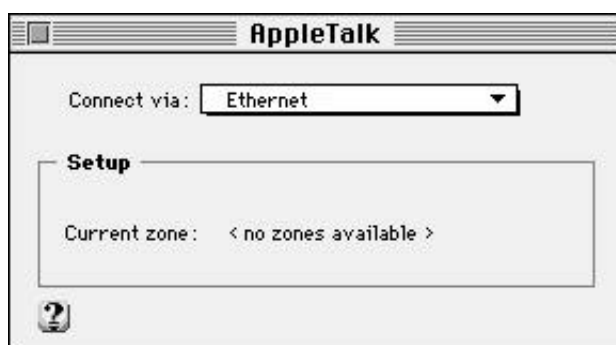 AppleTalk
Connect via: Ethernet
Setup
Current zone: < no zones available >
?